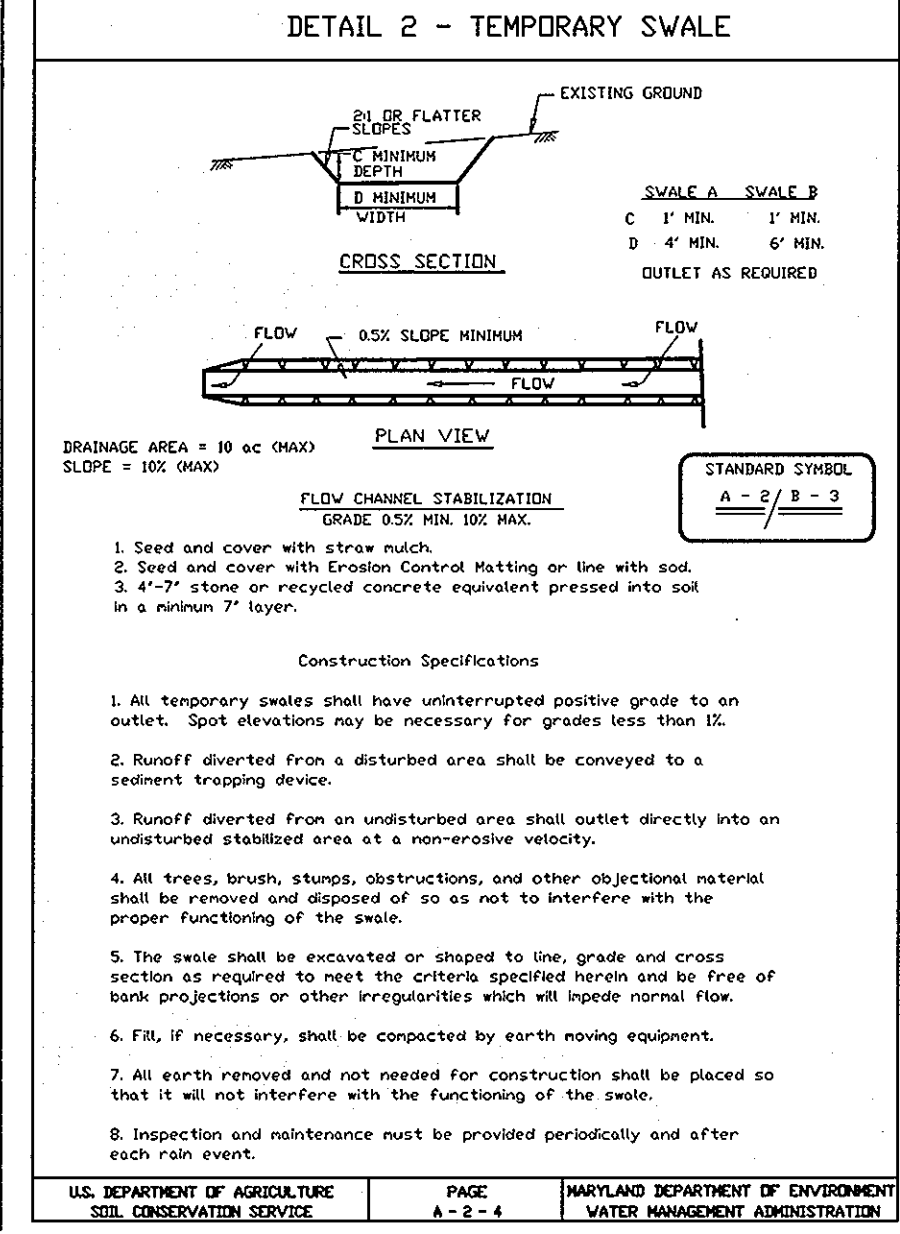 DETAIL 2 - TEMPORARY SWALE
EXISTING GROUND
2:1 OR FLATTER
SLOPES
C MINIMUM
DEPTH
D MINIMUM
WIDTH
CROSS SECTION
SWALE A SWALE B
C 1' MIN. 1' MIN.
D 4' MIN. 6' MIN.
OUTLET AS REQUIRED
FLOW
0.5% SLOPE MINIMUM
FLOW
FLOW
PLAN VIEW
DRAINAGE AREA = 10 ac (MAX)
SLOPE = 10% (MAX)
STANDARD SYMBOL
A - 2 / B - 3
FLOW CHANNEL STABILIZATION
GRADE 0.5% MIN. 10% MAX.
1. Seed and cover with straw mulch.
2. Seed and cover with Erosion Control Matting or line with sod.
3. 4'-7' stone or recycled concrete equivalent pressed into soil
in a minimum 7' layer.
Construction Specifications
1. All temporary swales shall have uninterrupted positive grade to an
outlet. Spot elevations may be necessary for grades less than 1%.
2. Runoff diverted from a disturbed area shall be conveyed to a
sediment trapping device.
3. Runoff diverted from an undisturbed area shall outlet directly into an
undisturbed stabilized area at a non-erosive velocity.
4. All trees, brush, stumps, obstructions, and other objectional material
shall be removed and disposed of so as not to interfere with the
proper functioning of the swale.
5. The swale shall be excavated or shaped to line, grade and cross
section as required to meet the criteria specified herein and be free of
bank projections or other irregularities which will impede normal flow.
6. Fill, if necessary, shall be compacted by earth moving equipment.
7. All earth removed and not needed for construction shall be placed so
that it will not interfere with the functioning of the swale.
8. Inspection and maintenance must be provided periodically and after
each rain event.
U.S. DEPARTMENT OF AGRICULTURE
SOIL CONSERVATION SERVICE
PAGE
A - 2 - 4
MARYLAND DEPARTMENT OF ENVIRONMENT
WATER MANAGEMENT ADMINISTRATION